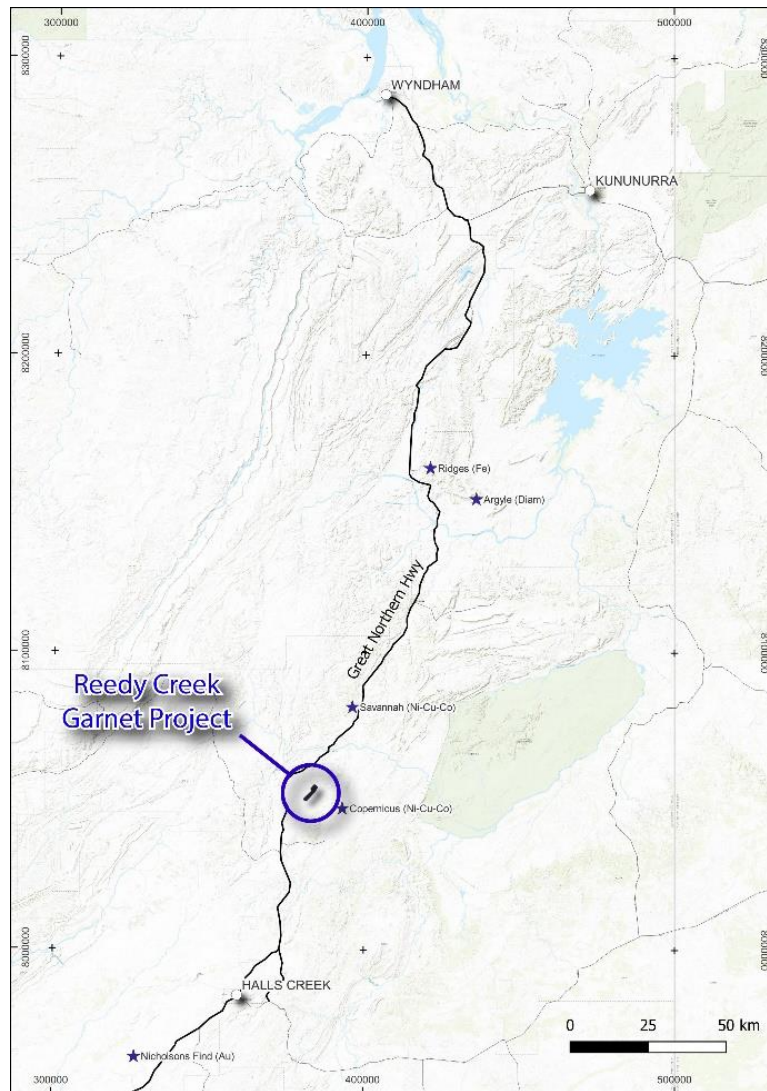 300000 400000 500000
8300000
8300000
WYNDHAM
KUNUNURRA
8200000
8200000
Ridges (Fe)
Argyle (Diam)
Great Northern Hwy
8100000
8100000
Reedy Creek
Garnet Project
Savannah (Ni-Cu-Co)
Copernicus (Ni-Cu-Co)
8000000
8000000
HALLS CREEK
0 25 50 km
Nicholsons Find (Au)
300000 400000 500000